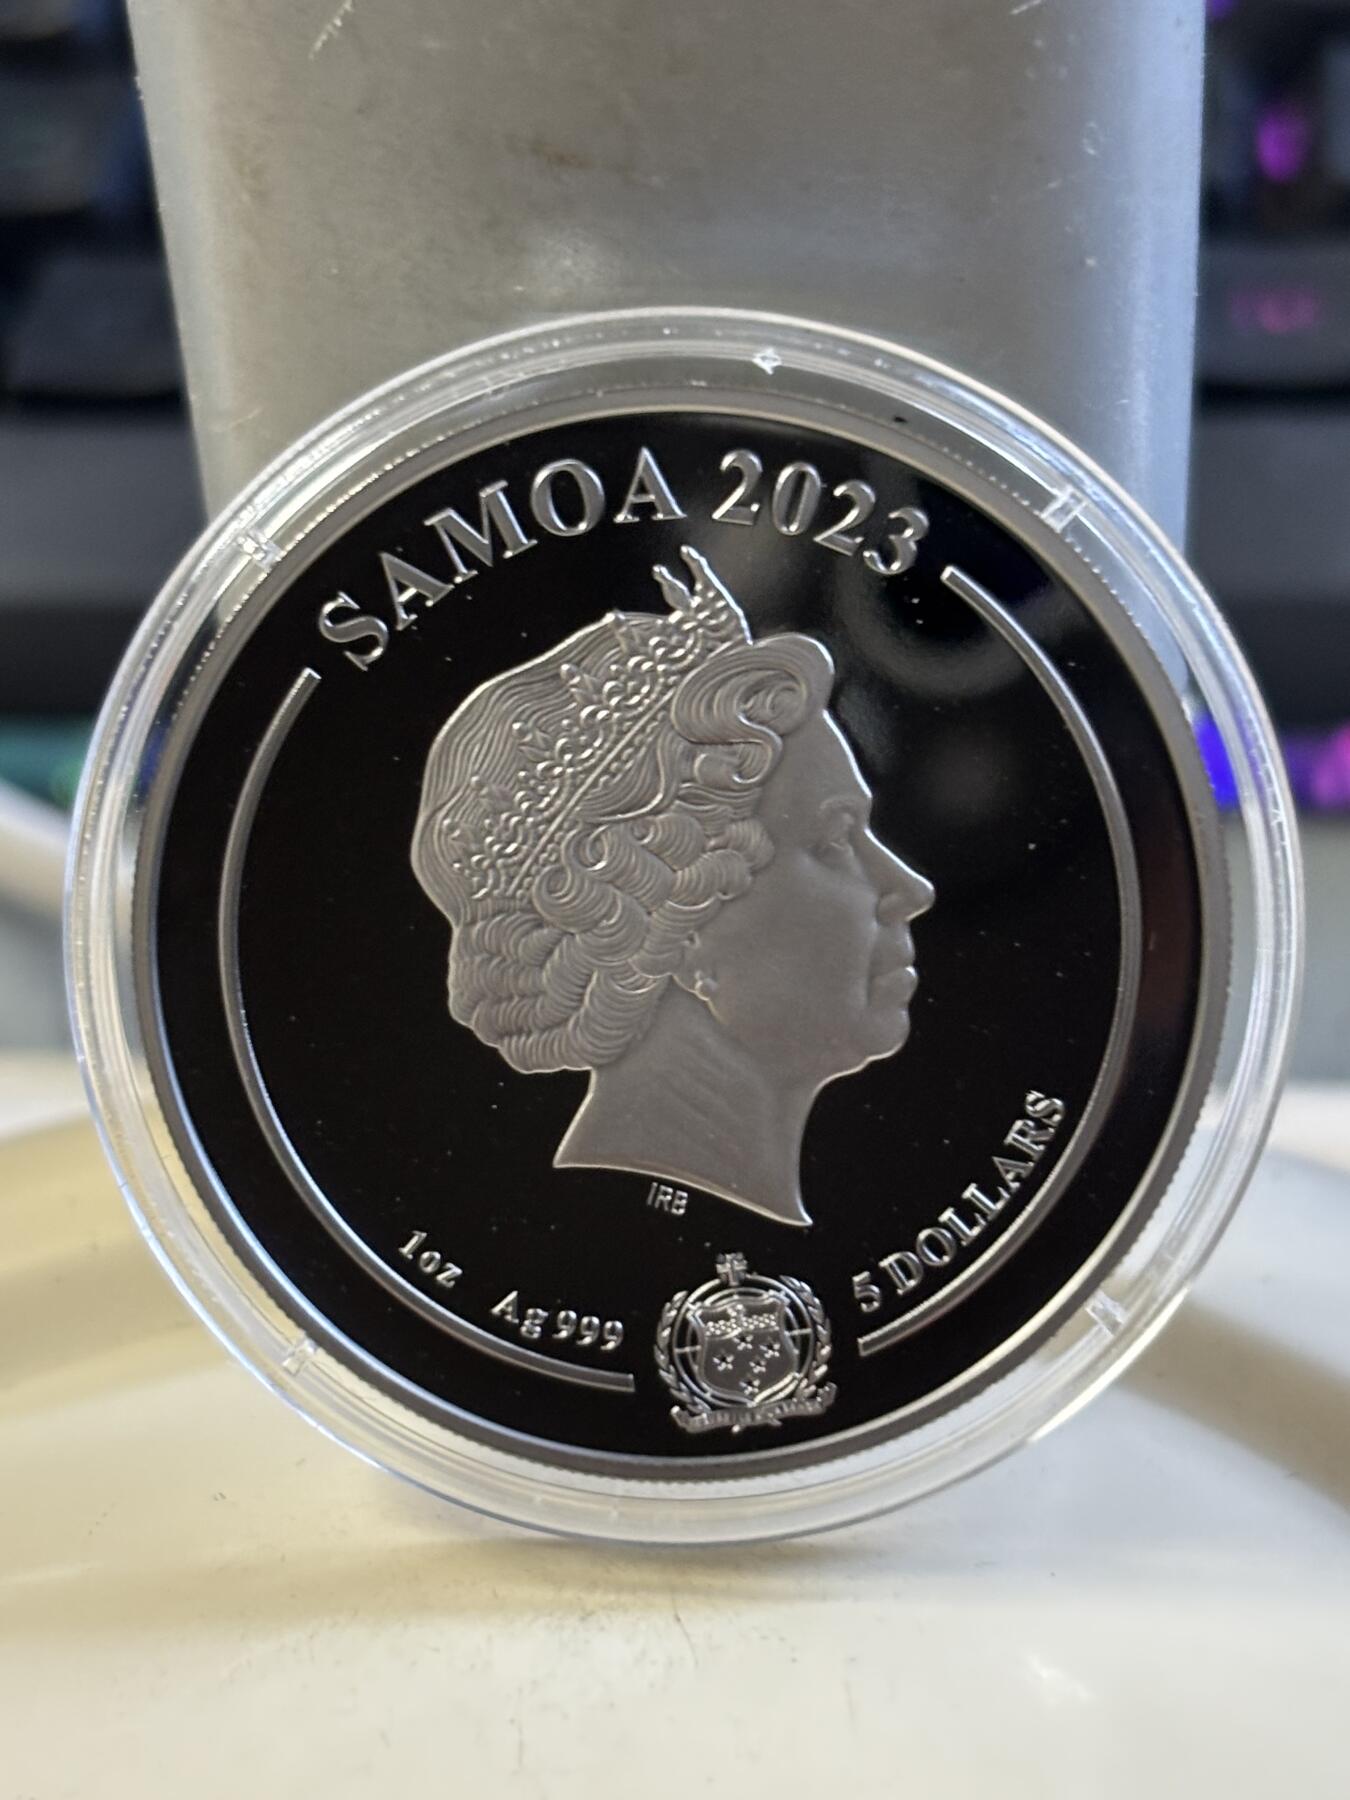 SAMOA 2023
IRB
1oz Ag 999
5 DOLLARS